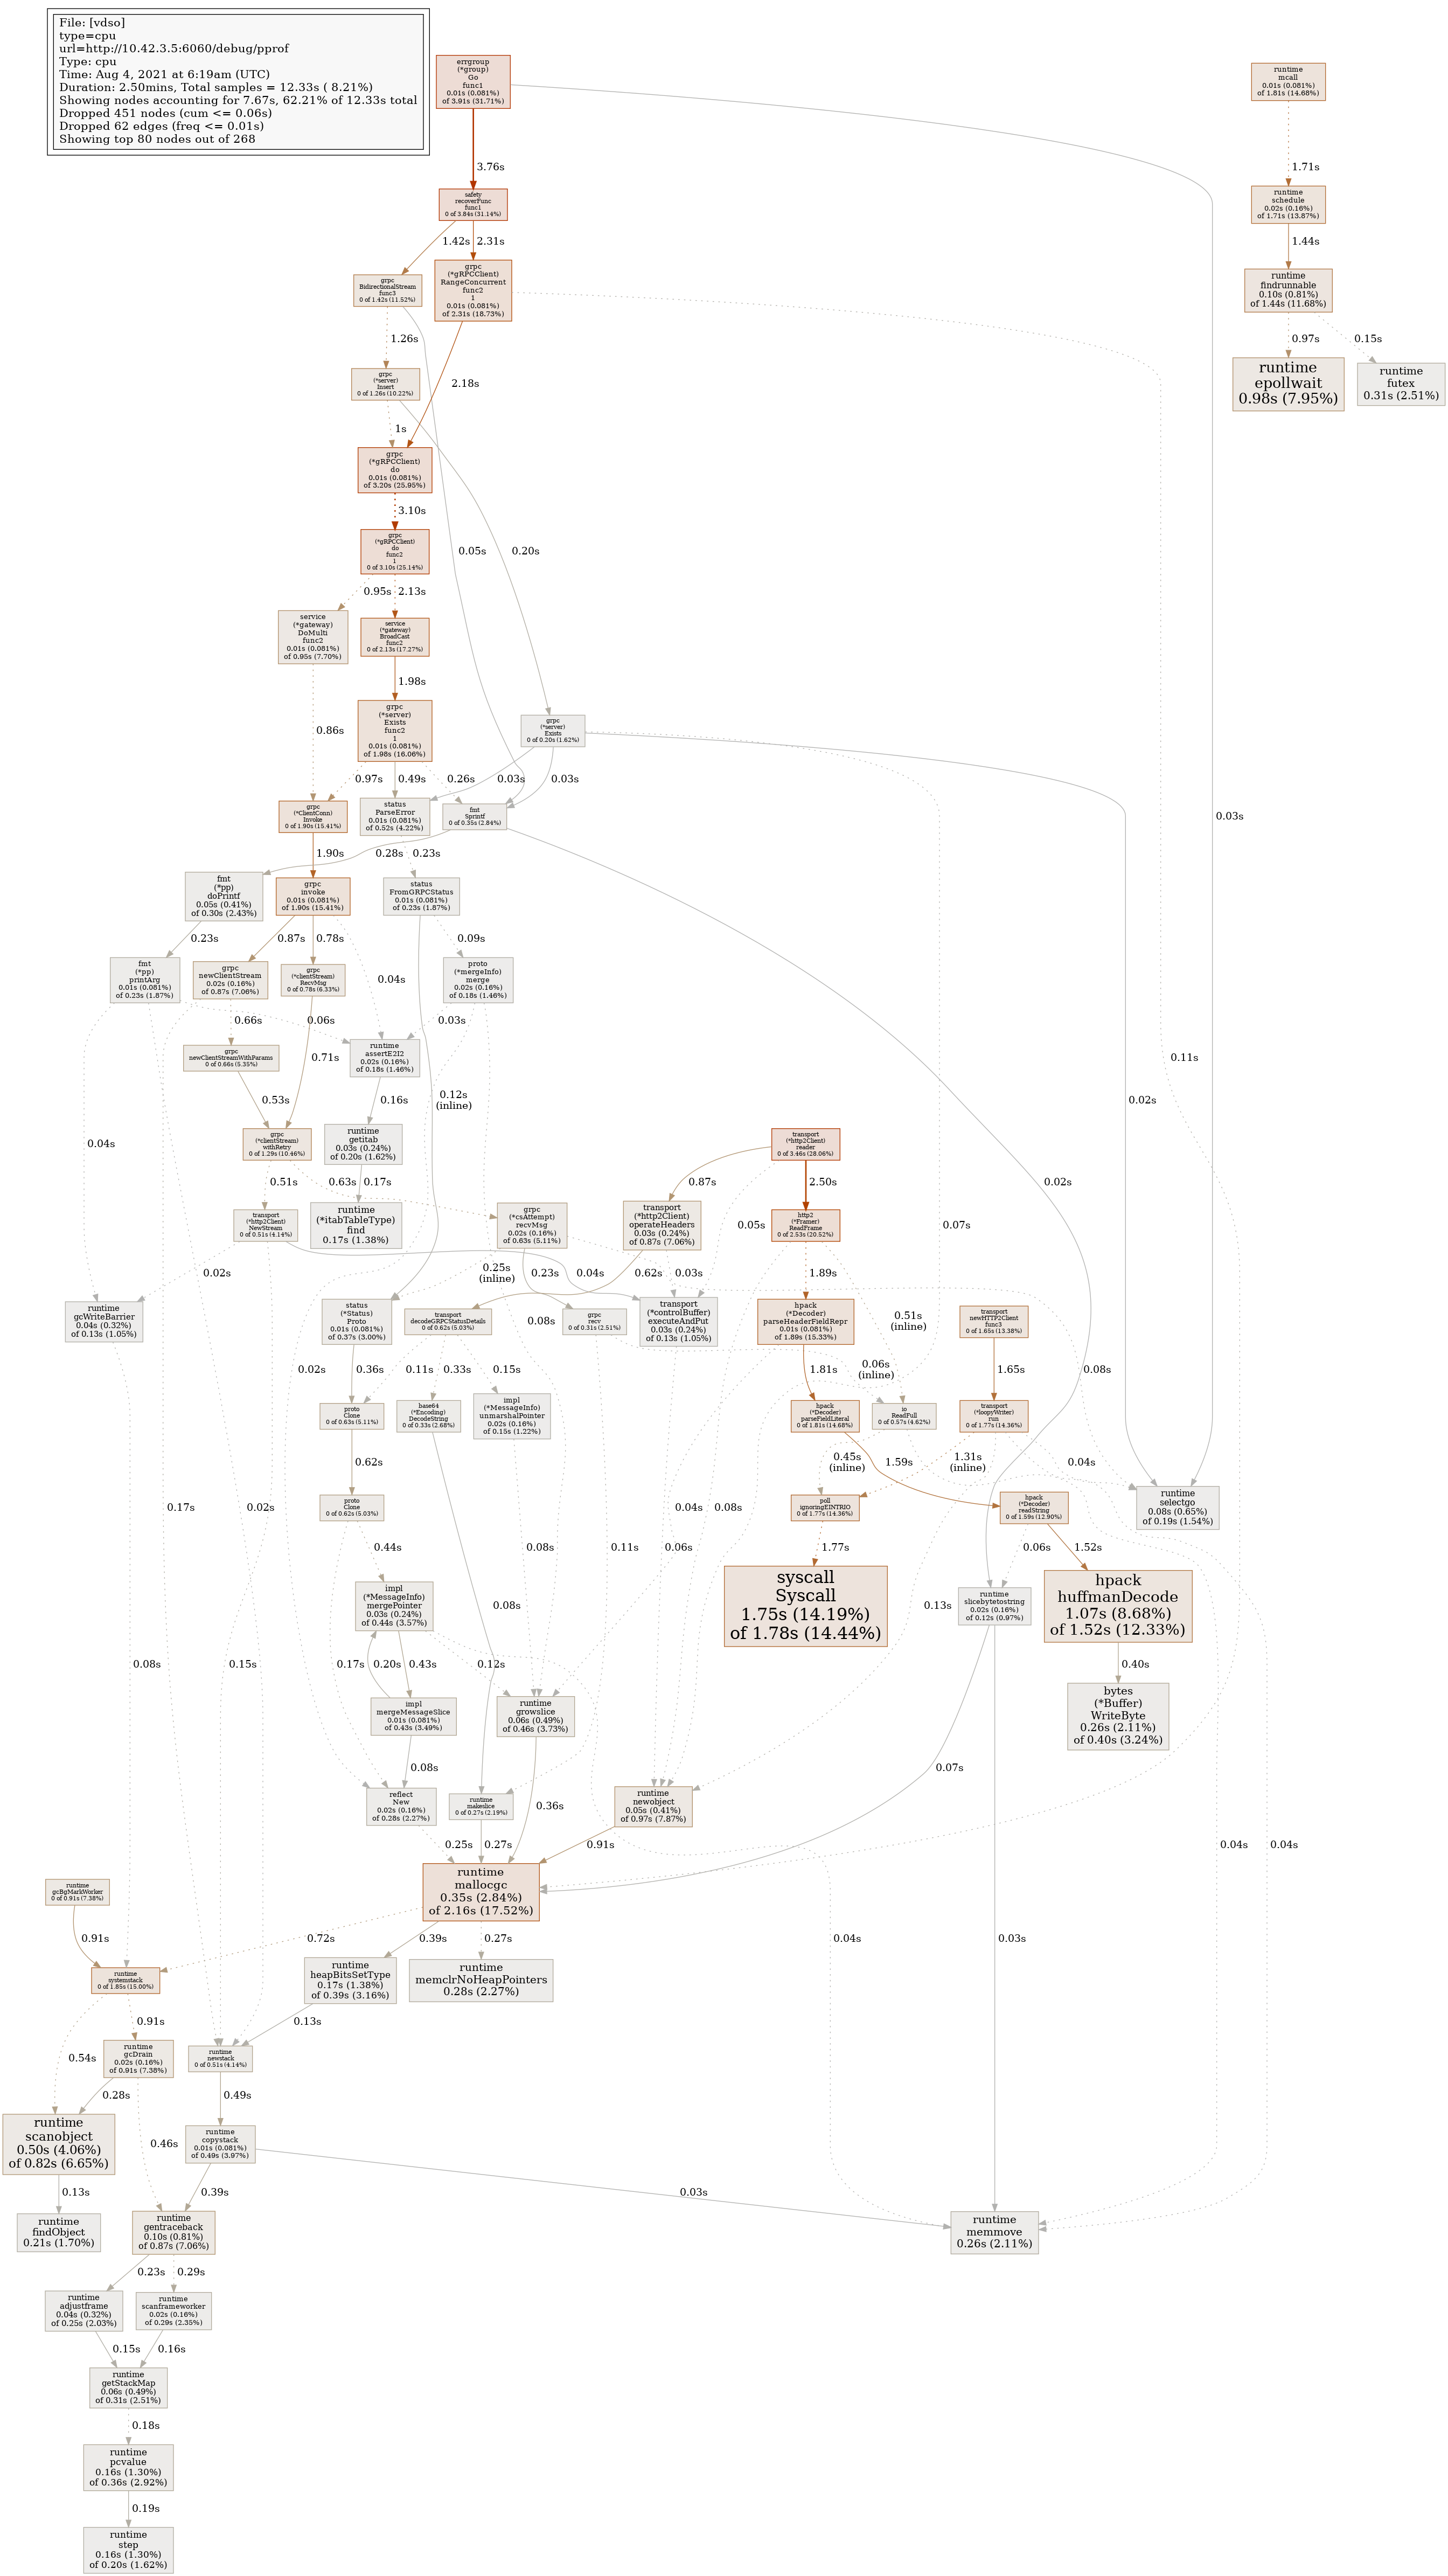 File: [vdso]
type=cpu
url=http://10.42.3.5:6060/debug/pprof
Type: cpu
Time: Aug 4, 2021 at 6:19am (UTC)
Duration: 2.50mins, Total samples = 12.33s ( 8.21%)
Showing nodes accounting for 7.67s, 62.21% of 12.33s total
Dropped 451 nodes (cum <= 0.06s)
Dropped 62 edges (freq <= 0.01s)
Showing top 80 nodes out of 268
errgroup
(*group)
Go
func1
0.01s (0.081%)
of 3.91s (31.71%)
runtime
mcall
0.01s (0.081%)
of 1.81s (14.68%)
3.76s
1.71s
safety
recoverFunc
func1
0 of 3.84s (31.14%)
runtime
schedule
0.02s (0.16%)
of 1.71s (13.87%)
1.42s
2.31s
1.44s
grpc
BidirectionalStream
func3
0 of 1.42s (11.52%)
grpc
(*gRPCClient)
RangeConcurrent
func2
1
0.01s (0.081%)
of 2.31s (18.73%)
runtime
findrunnable
0.10s (0.81%)
of 1.44s (11.68%)
1.26s
0.97s
0.15s
grpc
(*server)
Insert
0 of 1.26s (10.22%)
2.18s
runtime
epollwait
0.98s (7.95%)
runtime
futex
0.31s (2.51%)
1s
grpc
(*gRPCClient)
do
0.01s (0.081%)
of 3.20s (25.95%)
3.10s
0.05s
0.20s
grpc
(*gRPCClient)
do
func2
1
0 of 3.10s (25.14%)
0.95s
2.13s
service
(*gateway)
DoMulti
func2
0.01s (0.081%)
of 0.95s (7.70%)
service
(*gateway)
BroadCast
func2
0 of 2.13s (17.27%)
1.98s
0.86s
grpc
(*server)
Exists
func2
1
0.01s (0.081%)
of 1.98s (16.06%)
grpc
(*server)
Exists
0 of 0.20s (1.62%)
0.97s
0.49s
0.26s
0.03s
0.03s
grpc
(*ClientConn)
Invoke
0 of 1.90s (15.41%)
status
ParseError
0.01s (0.081%)
of 0.52s (4.22%)
fmt
Sprintf
0 of 0.35s (2.84%)
0.03s
1.90s
0.28s
0.23s
fmt
(*pp)
doPrintf
0.05s (0.41%)
of 0.30s (2.43%)
grpc
invoke
0.01s (0.081%)
of 1.90s (15.41%)
status
FromGRPCStatus
0.01s (0.081%)
of 0.23s (1.87%)
0.23s
0.87s
0.78s
0.09s
0.04s
fmt
(*pp)
printArg
0.01s (0.081%)
of 0.23s (1.87%)
grpc
newClientStream
0.02s (0.16%)
of 0.87s (7.06%)
grpc
(*clientStream)
RecvMsg
0 of 0.78s (6.33%)
proto
(*mergeInfo)
merge
0.02s (0.16%)
of 0.18s (1.46%)
0.66s
0.06s
0.03s
0.71s
0.11s
grpc
newClientStreamWithParams
0 of 0.66s (5.35%)
runtime
assertE2I2
0.02s (0.16%)
of 0.18s (1.46%)
0.53s
0.16s
0.12s
(inline)
0.02s
0.04s
grpc
(*clientStream)
withRetry
0 of 1.29s (10.46%)
runtime
getitab
0.03s (0.24%)
of 0.20s (1.62%)
transport
(*http2Client)
reader
0 of 3.46s (28.06%)
0.51s
0.63s
0.17s
0.87s
2.50s
0.02s
transport
(*http2Client)
NewStream
0 of 0.51s (4.14%)
runtime
(*itabTableType)
find
0.17s (1.38%)
grpc
(*csAttempt)
recvMsg
0.02s (0.16%)
of 0.63s (5.11%)
transport
(*http2Client)
operateHeaders
0.03s (0.24%)
of 0.87s (7.06%)
0.05s
http2
(*Framer)
ReadFrame
0 of 2.53s (20.52%)
0.07s
0.02s
0.25s
(inline)
0.23s
0.04s
0.62s
0.03s
1.89s
0.51s
(inline)
runtime
gcWriteBarrier
0.04s (0.32%)
of 0.13s (1.05%)
status
(*Status)
Proto
0.01s (0.081%)
of 0.37s (3.00%)
transport
decodeGRPCStatusDetails
0 of 0.62s (5.03%)
0.08s
grpc
recv
0 of 0.31s (2.51%)
transport
(*controlBuffer)
executeAndPut
0.03s (0.24%)
of 0.13s (1.05%)
hpack
(*Decoder)
parseHeaderFieldRepr
0.01s (0.081%)
of 1.89s (15.33%)
transport
newHTTP2Client
func3
0 of 1.65s (13.38%)
0.02s
0.36s
0.11s
0.33s
0.15s
1.81s
0.06s
(inline)
1.65s
0.08s
proto
Clone
0 of 0.63s (5.11%)
base64
(*Encoding)
DecodeString
0 of 0.33s (2.68%)
impl
(*MessageInfo)
unmarshalPointer
0.02s (0.16%)
of 0.15s (1.22%)
hpack
(*Decoder)
parseFieldLiteral
0 of 1.81s (14.68%)
io
ReadFull
0 of 0.57s (4.62%)
transport
(*loopyWriter)
run
0 of 1.77s (14.36%)
0.62s
0.45s
(inline)
1.59s
1.31s
(inline)
0.04s
0.17s
0.02s
proto
Clone
0 of 0.62s (5.03%)
0.04s
0.08s
poll
ignoringEINTRIO
0 of 1.77s (14.36%)
hpack
(*Decoder)
readString
0 of 1.59s (12.90%)
runtime
selectgo
0.08s (0.65%)
of 0.19s (1.54%)
0.44s
0.08s
0.11s
0.06s
1.77s
0.06s
1.52s
impl
(*MessageInfo)
mergePointer
0.03s (0.24%)
of 0.44s (3.57%)
0.08s
syscall
Syscall
1.75s (14.19%)
of 1.78s (14.44%)
0.13s
runtime
slicebytetostring
0.02s (0.16%)
of 0.12s (0.97%)
hpack
huffmanDecode
1.07s (8.68%)
of 1.52s (12.33%)
0.08s
0.15s
0.17s
0.20s
0.43s
0.12s
0.40s
impl
mergeMessageSlice
0.01s (0.081%)
of 0.43s (3.49%)
runtime
growslice
0.06s (0.49%)
of 0.46s (3.73%)
bytes
(*Buffer)
WriteByte
0.26s (2.11%)
of 0.40s (3.24%)
0.08s
0.07s
reflect
New
0.02s (0.16%)
of 0.28s (2.27%)
runtime
makeslice
0 of 0.27s (2.19%)
0.36s
runtime
newobject
0.05s (0.41%)
of 0.97s (7.87%)
0.25s
0.27s
0.91s
0.04s
0.04s
runtime
gcBgMarkWorker
0 of 0.91s (7.38%)
runtime
mallocgc
0.35s (2.84%)
of 2.16s (17.52%)
0.91s
0.72s
0.39s
0.27s
0.04s
0.03s
runtime
systemstack
0 of 1.85s (15.00%)
runtime
heapBitsSetType
0.17s (1.38%)
of 0.39s (3.16%)
runtime
memclrNoHeapPointers
0.28s (2.27%)
0.91s
0.13s
0.54s
runtime
gcDrain
0.02s (0.16%)
of 0.91s (7.38%)
runtime
newstack
0 of 0.51s (4.14%)
0.28s
0.49s
runtime
scanobject
0.50s (4.06%)
of 0.82s (6.65%)
0.46s
runtime
copystack
0.01s (0.081%)
of 0.49s (3.97%)
0.13s
0.39s
0.03s
runtime
findObject
0.21s (1.70%)
runtime
gentraceback
0.10s (0.81%)
of 0.87s (7.06%)
runtime
memmove
0.26s (2.11%)
0.23s
0.29s
runtime
adjustframe
0.04s (0.32%)
of 0.25s (2.03%)
runtime
scanframeworker
0.02s (0.16%)
of 0.29s (2.35%)
0.15s
0.16s
runtime
getStackMap
0.06s (0.49%)
of 0.31s (2.51%)
0.18s
runtime
pcvalue
0.16s (1.30%)
of 0.36s (2.92%)
0.19s
runtime
step
0.16s (1.30%)
of 0.20s (1.62%)